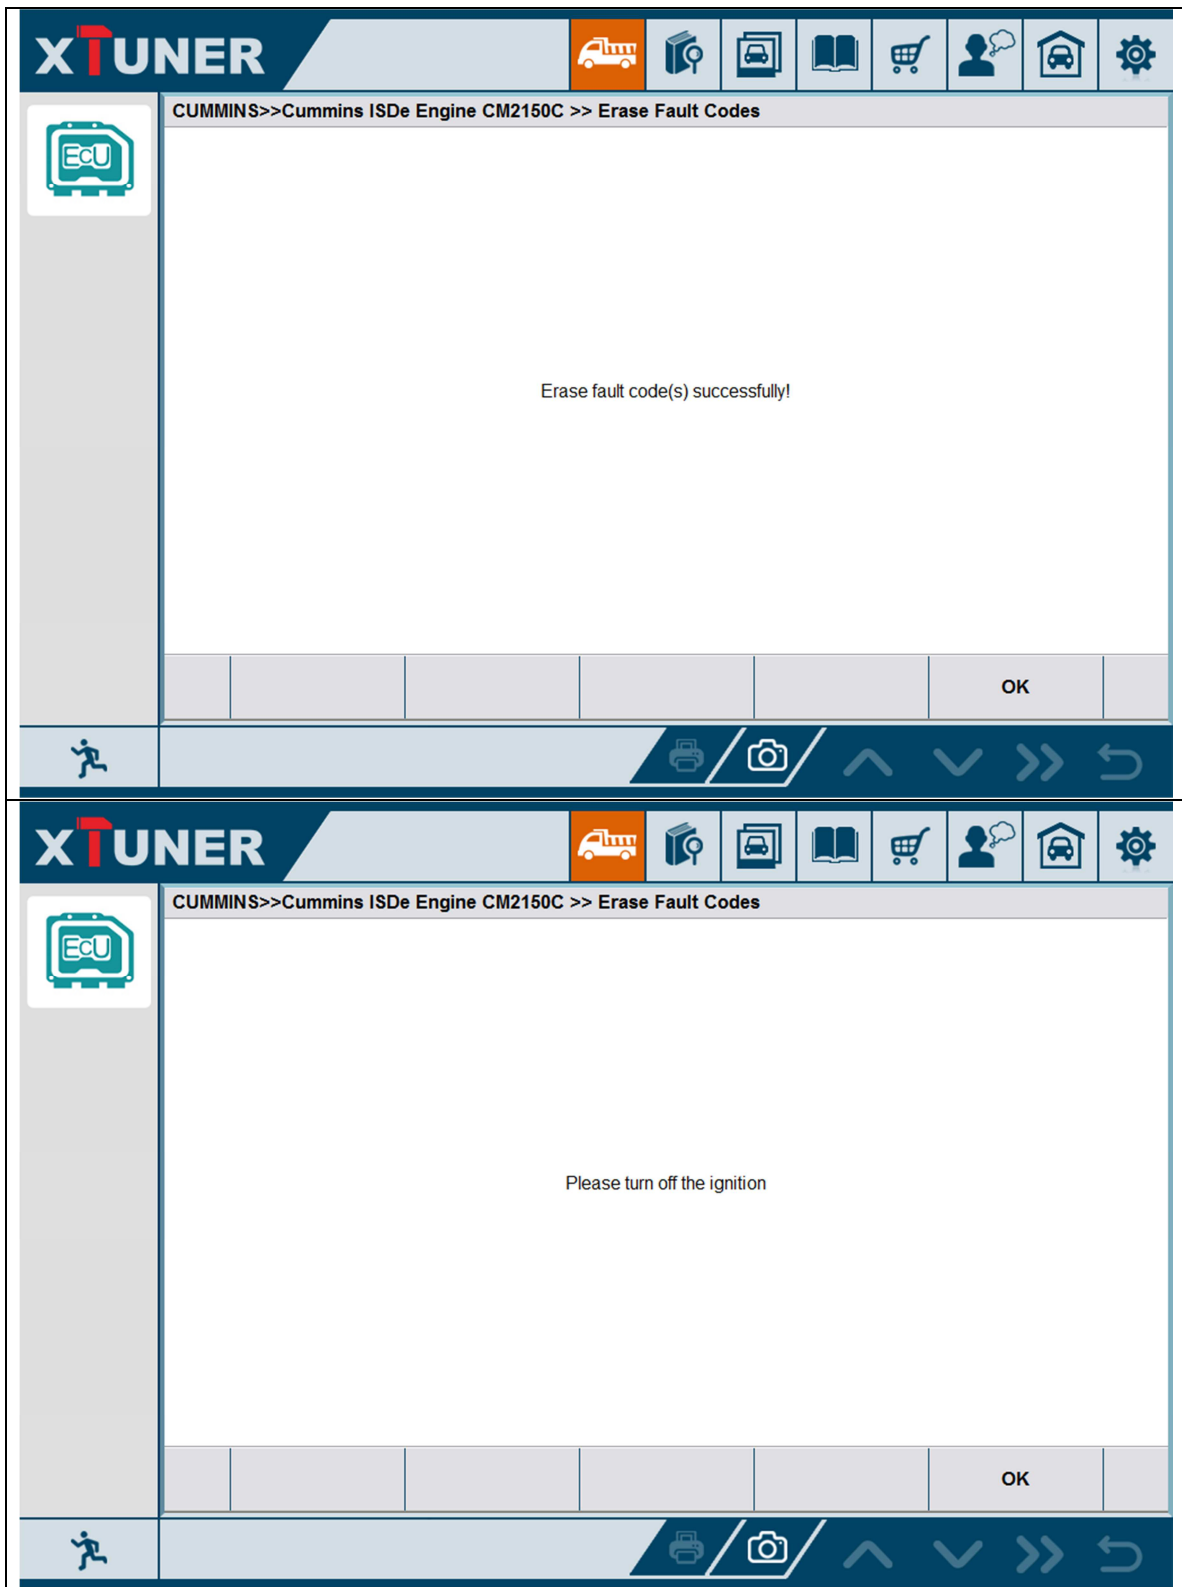 XTUNER
CUMMINS>>Cummins ISDe Engine CM2150C >> Erase Fault Codes
ECU
Erase fault code(s) successfully!
OK
XTUNER
CUMMINS>>Cummins ISDe Engine CM2150C >> Erase Fault Codes
ECU
Please turn off the ignition
OK